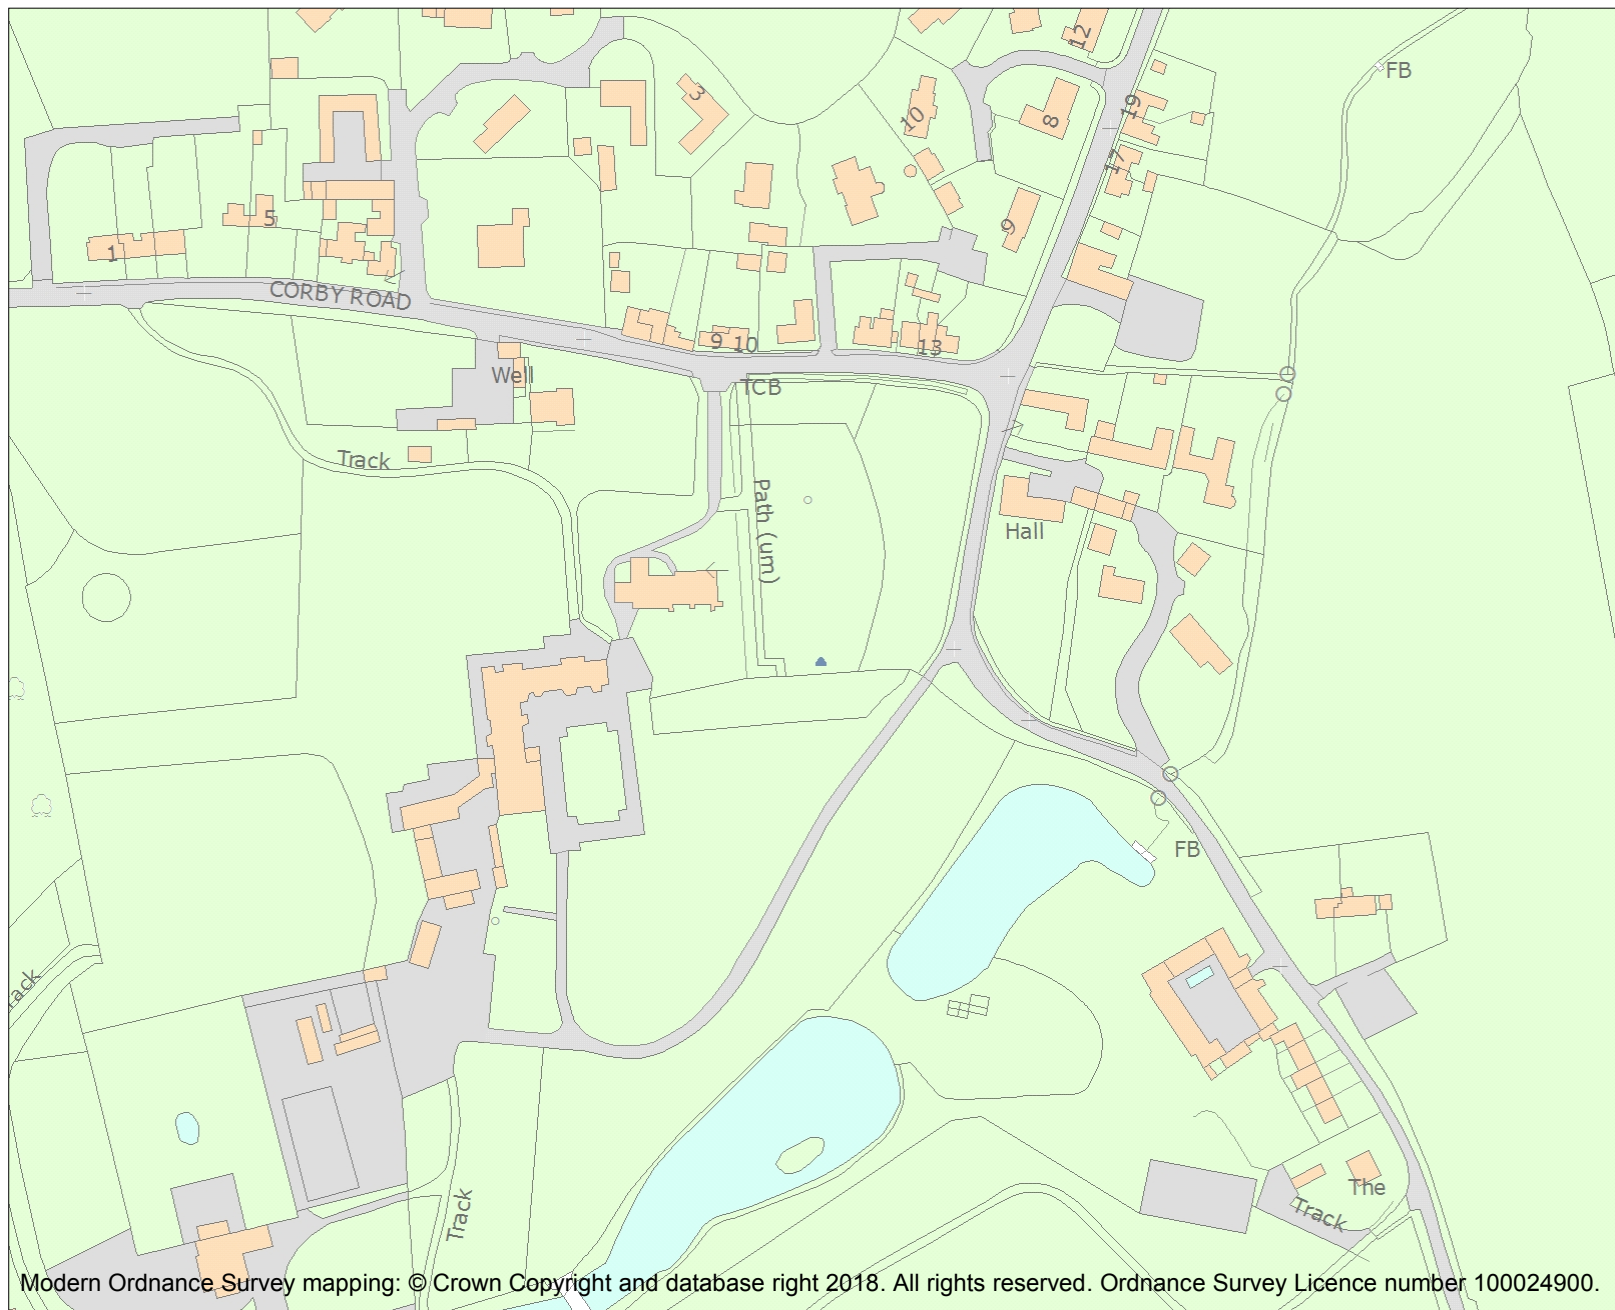 12
FB
3
10
8
19
17
5
1
9
CORBY ROAD
9 10
13
Well
TCB
Track
Path (um)
Hall
FB
Track
The
Track
Modern Ordnance Survey mapping: © Crown Copyright and database right 2018. All rights reserved. Ordnance Survey Licence number 100024900.